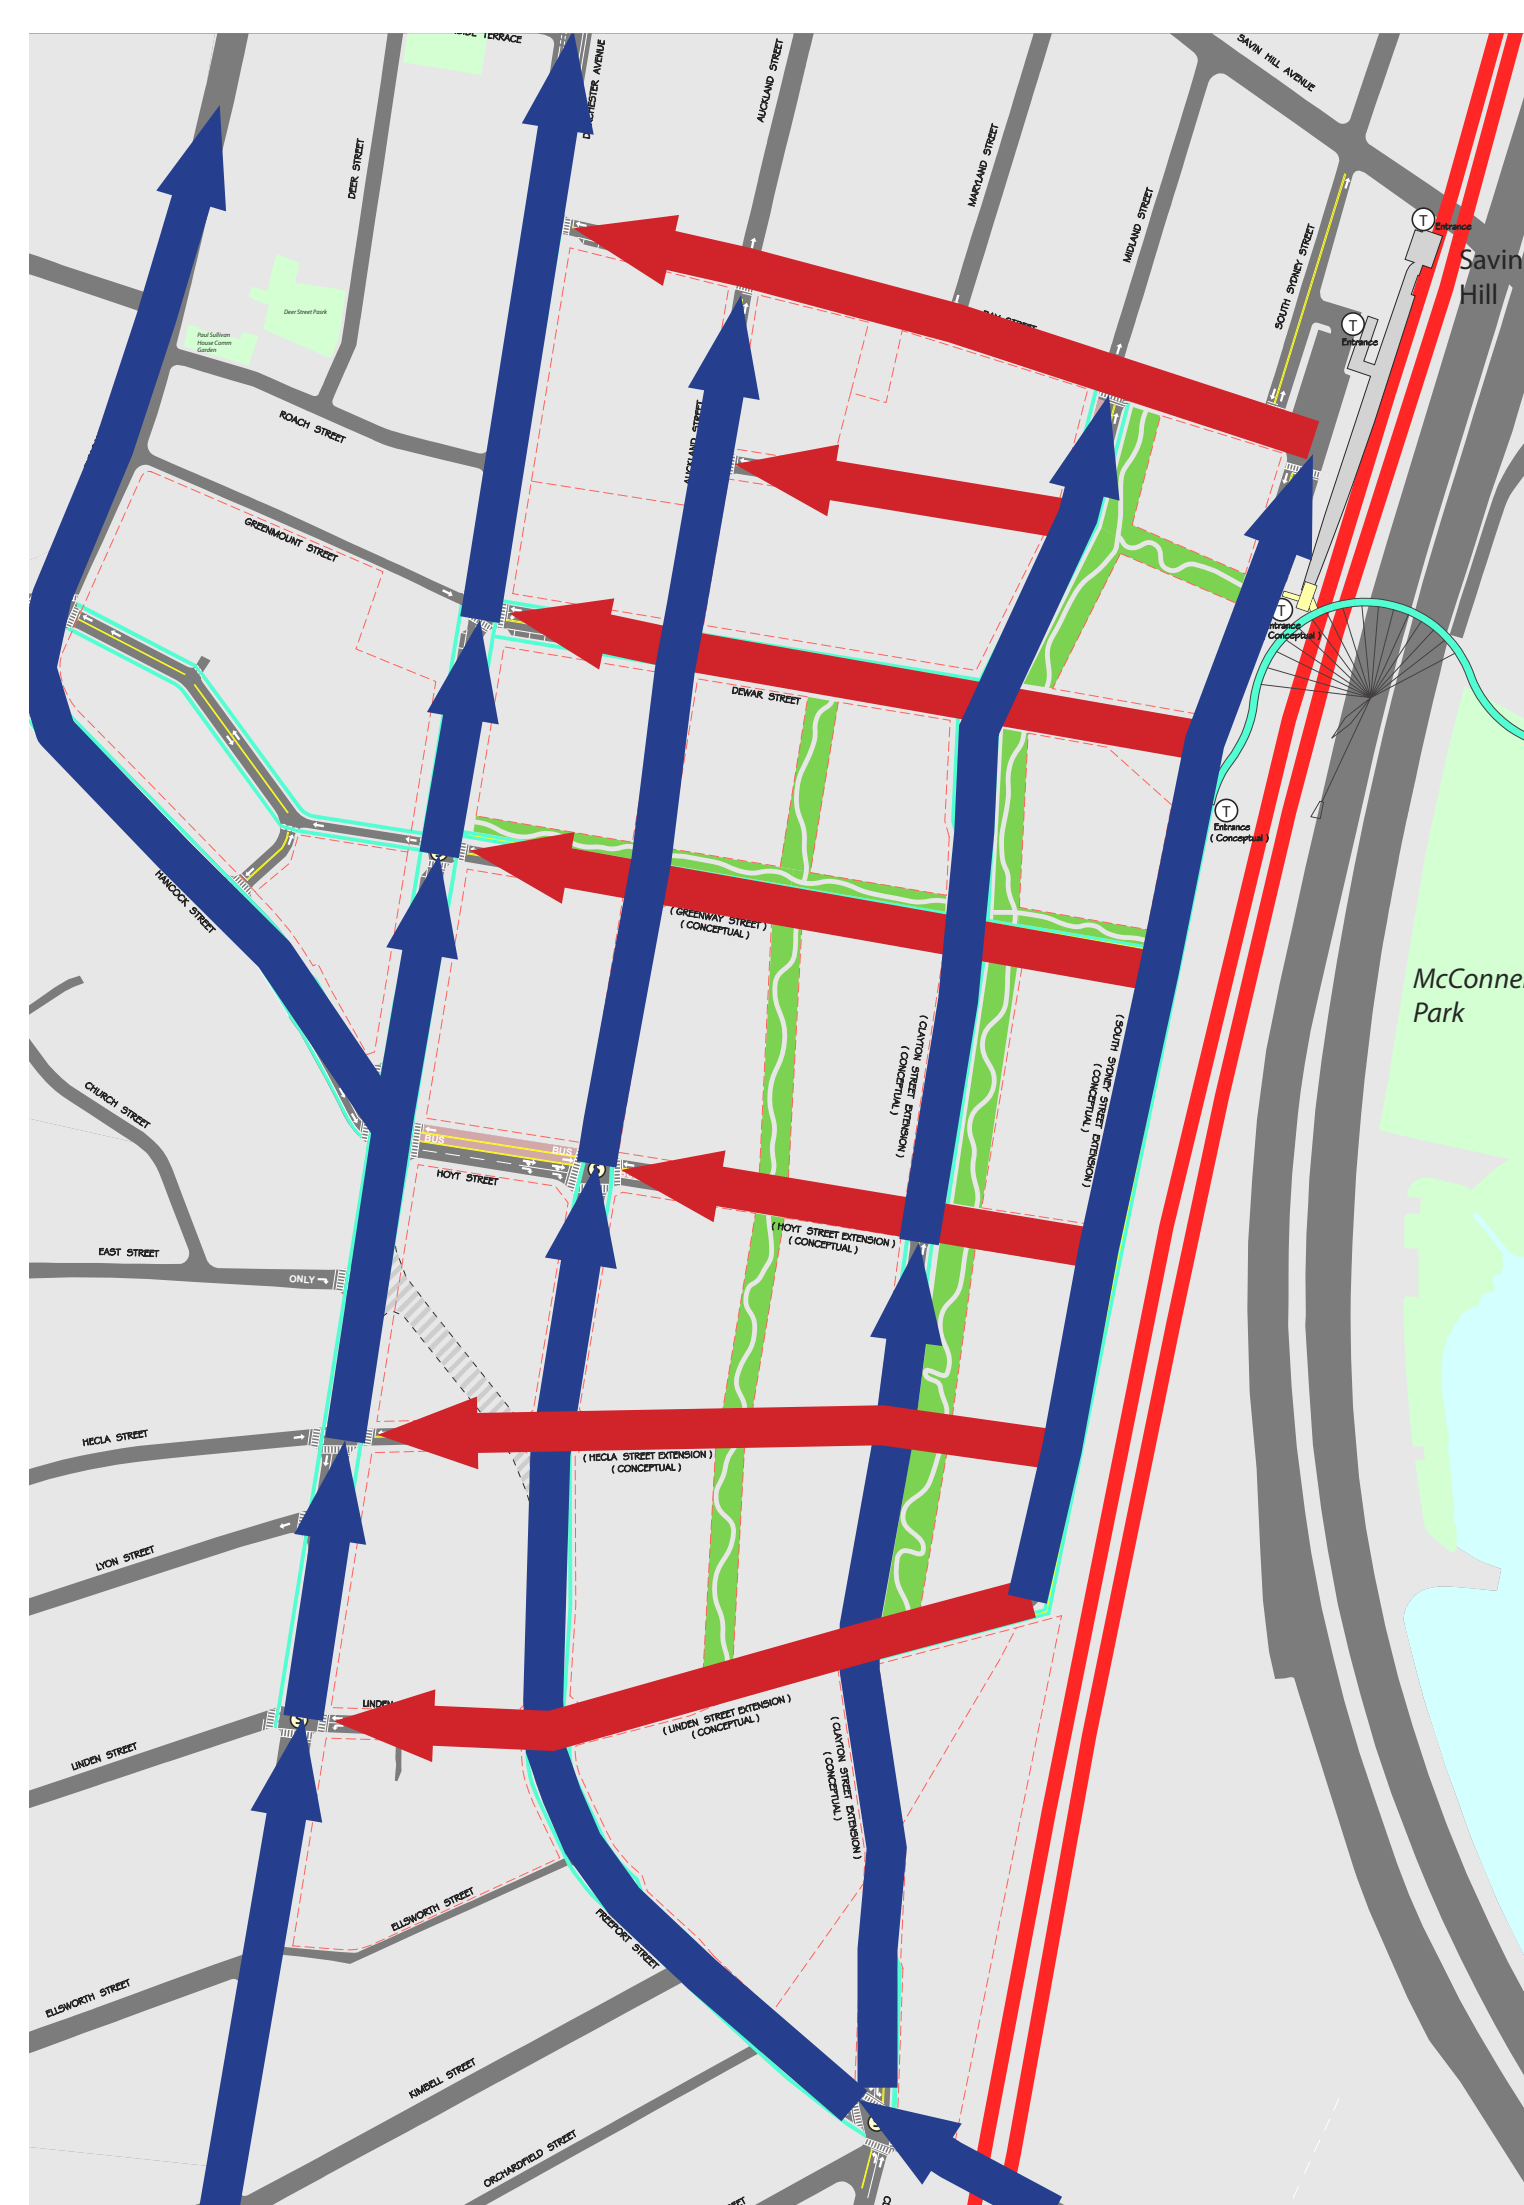 TERRACE
AVENUE
AUCKLAND STREET
SAVIN HILL AVENUE
DEER STREET
MARYLAND STREET
MIDLAND STREET
SOUTH SYDNEY STREET
T
Entrance
Savin
Hill
Deer Street Park
Paul Sullivan
House Comm
Garden
T
Entrance
STREET
ROACH STREET
AUCKLAND STREET
GREENMOUNT STREET
T
Entrance
Conceptual )
DEWAR STREET
T
Entrance
( Conceptual )
HANCOCK STREET
( GREENWAY STREET )
( CONCEPTUAL )
McConne
Park
( CLAYTON STREET EXTENSION )
( CONCEPTUAL )
( SOUTH SYDNEY STREET EXTENSION )
( CONCEPTUAL )
CHURCH STREET
BUS
BUS
HOYT STREET
( HOYT STREET EXTENSION )
( CONCEPTUAL )
EAST STREET
ONLY
HECLA STREET
( HECLA STREET EXTENSION )
( CONCEPTUAL )
LYON STREET
LINDEN
( LINDEN STREET EXTENSION )
( CONCEPTUAL )
LINDEN STREET
( CLAYTON STREET EXTENSION )
( CONCEPTUAL )
ELLSWORTH STREET
FREEPORT STREET
ELLSWORTH STREET
KIMBELL STREET
ORCHARDFIELD STREET